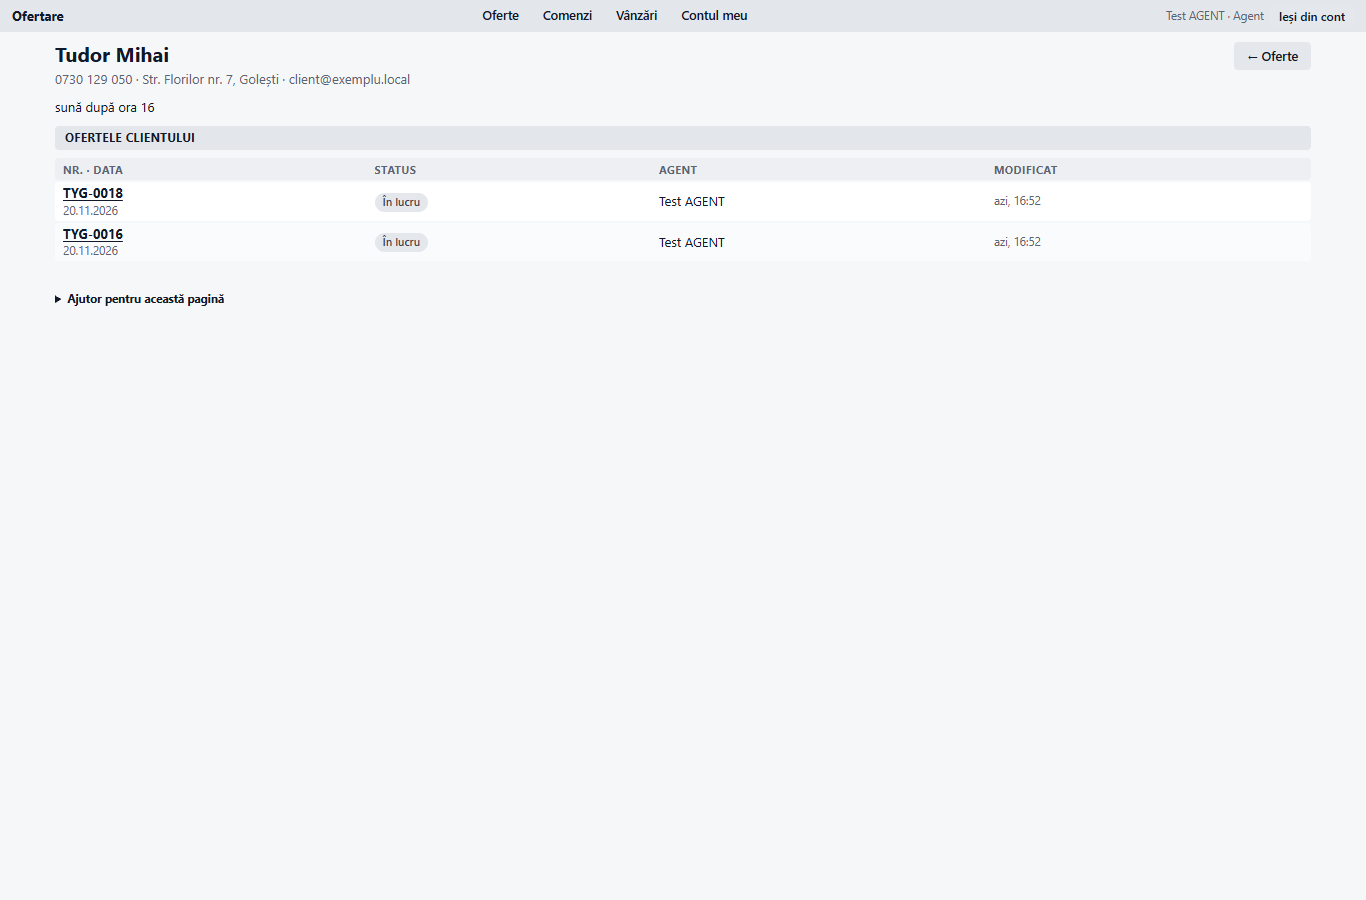 Ofertare Oferte Comenzi Vânzări Contul meu Test AGENT · Agent Ieși din cont
Tudor Mihai ← Oferte
0730 129 050 · Str. Florilor nr. 7, Golești · client@exemplu.local
sună după ora 16
OFERTELE CLIENTULUI
NR. · DATA STATUS AGENT MODIFICAT
TYG-0018 În lucru Test AGENT azi, 16:52
20.11.2026
TYG-0016 În lucru Test AGENT azi, 16:52
20.11.2026
▶ Ajutor pentru această pagină